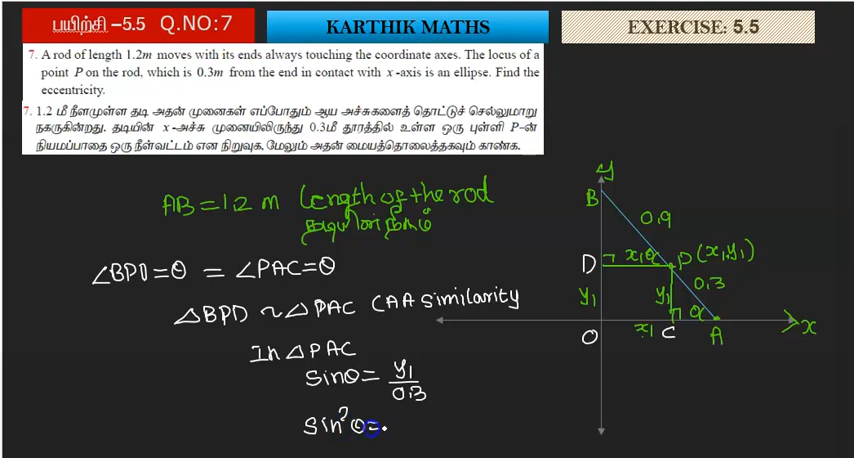 பயிற்சி –5.5 Q.NO:7
KARTHIK MATHS
EXERCISE: 5.5
7. A rod of length 1.2m moves with its ends always touching the coordinate axes. The locus of a
point P on the rod, which is 0.3m from the end in contact with x-axis is an ellipse. Find the
eccentricity.
7. 1.2 மீ நீளமுள்ள தடி அதன் முனைகள் எப்போதும் ஆய அச்சுகளைத் தொட்டுச் செல்லுமாறு
நகருகின்றது. தடியின் x-அச்சு முனையிலிருந்து 0.3மீ தூரத்தில் உள்ள ஒரு புள்ளி P-ன்
நியமப்பாதை ஒரு நீள்வட்டம் என நிறுவுக, மேலும் அதன் மையத்தொலைத்தகவும் காண்க.
AB=1.2 m length of the rod
∠BPD=θ = ∠PAC=θ
△BPD ~ △PAC (AA Similarity
In △PAC
Sinθ = y₁/0.3
Sin²θ=
y
B
0.9
D
x₁
θ
P(x₁,y₁)
y₁
y₁
0.3
θ
O
x₁
C
A
x